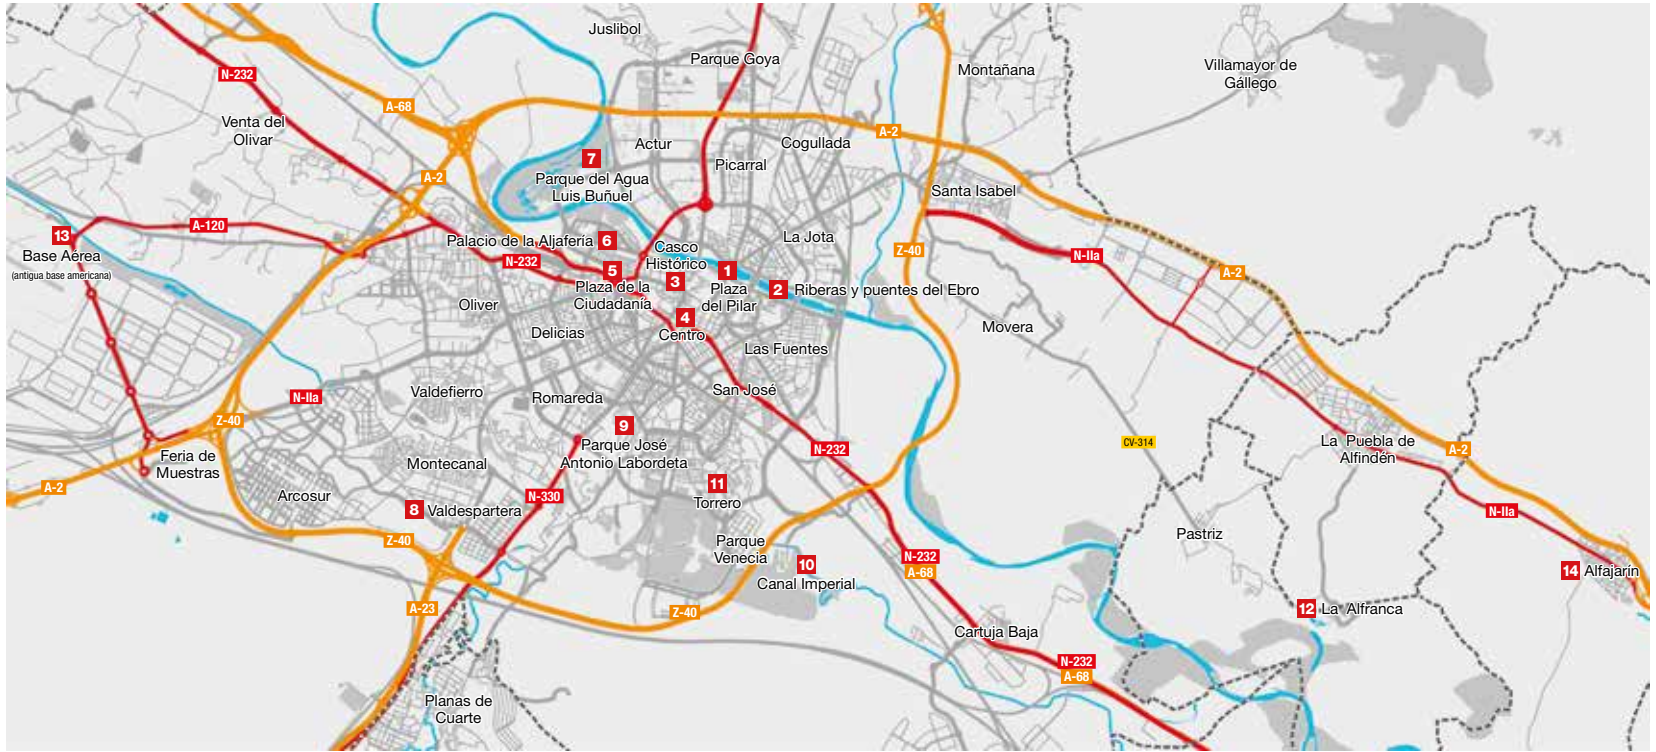 Juslibol
Parque Goya
Montañana
Villamayor de
Gállego
N-232
A-68
Venta del
Olivar
A-2
Actur
Cogullada
Picarral
A-2
7
Parque del Agua
Luis Buñuel
Santa Isabel
13
Base Aérea
(antigua base americana)
A-120
Palacio de la Aljafería
6
N-232
Casco
Histórico
La Jota
Z-40
N-IIa
A-2
5
Plaza de la
Ciudadanía
3
1
Plaza
del Pilar
2
Riberas y puentes del Ebro
Oliver
Delicias
4
Centro
Las Fuentes
Movera
N-IIa
Valdefierro
Romareda
San José
Z-40
9
Parque José
Antonio Labordeta
N-232
CV-314
La Puebla de
Alfindén
A-2
Feria de
Muestras
Montecanal
A-2
Arcosur
N-330
11
Torrero
8
Valdespartera
N-IIa
Z-40
Parque
Venecia
Pastriz
N-232
A-68
10
Canal Imperial
14
Alfajarín
A-23
Z-40
12
La Alfranca
Cartuja Baja
N-232
A-68
Planas de
Cuarte